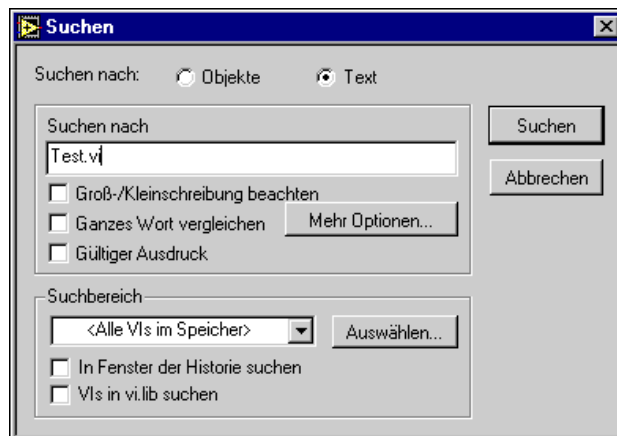 Suchen
Suchen nach: Objekte Text
Suchen nach
Test.vi
Groß-/Kleinschreibung beachten
Ganzes Wort vergleichen
Mehr Optionen...
Gültiger Ausdruck
Suchen
Abbrechen
Suchbereich
<Alle VIs im Speicher> Auswählen...
In Fenster der Historie suchen
VIs in vi.lib suchen